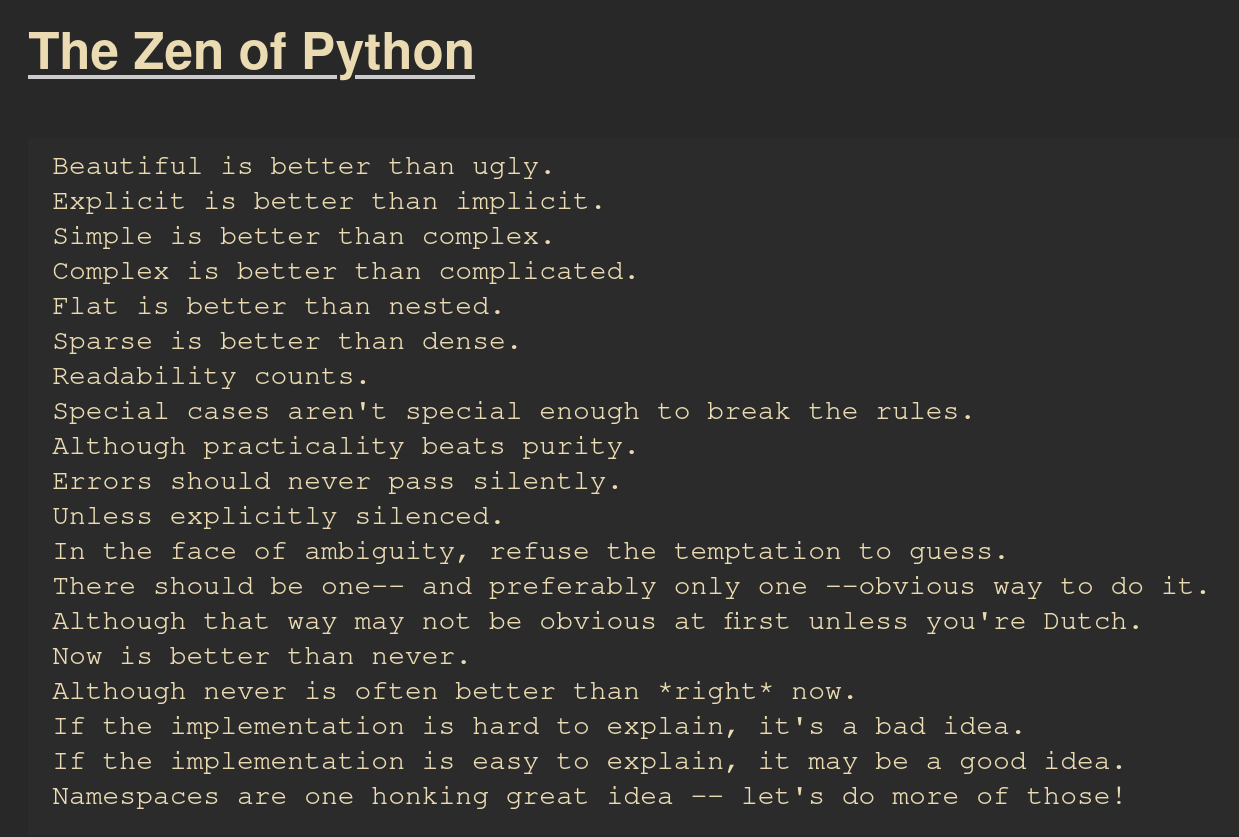 The Zen of Python
Beautiful is better than ugly.
Explicit is better than implicit.
Simple is better than complex.
Complex is better than complicated.
Flat is better than nested.
Sparse is better than dense.
Readability counts.
Special cases aren't special enough to break the rules.
Although practicality beats purity.
Errors should never pass silently.
Unless explicitly silenced.
In the face of ambiguity, refuse the temptation to guess.
There should be one-- and preferably only one --obvious way to do it.
Although that way may not be obvious at first unless you're Dutch.
Now is better than never.
Although never is often better than *right* now.
If the implementation is hard to explain, it's a bad idea.
If the implementation is easy to explain, it may be a good idea.
Namespaces are one honking great idea -- let's do more of those!